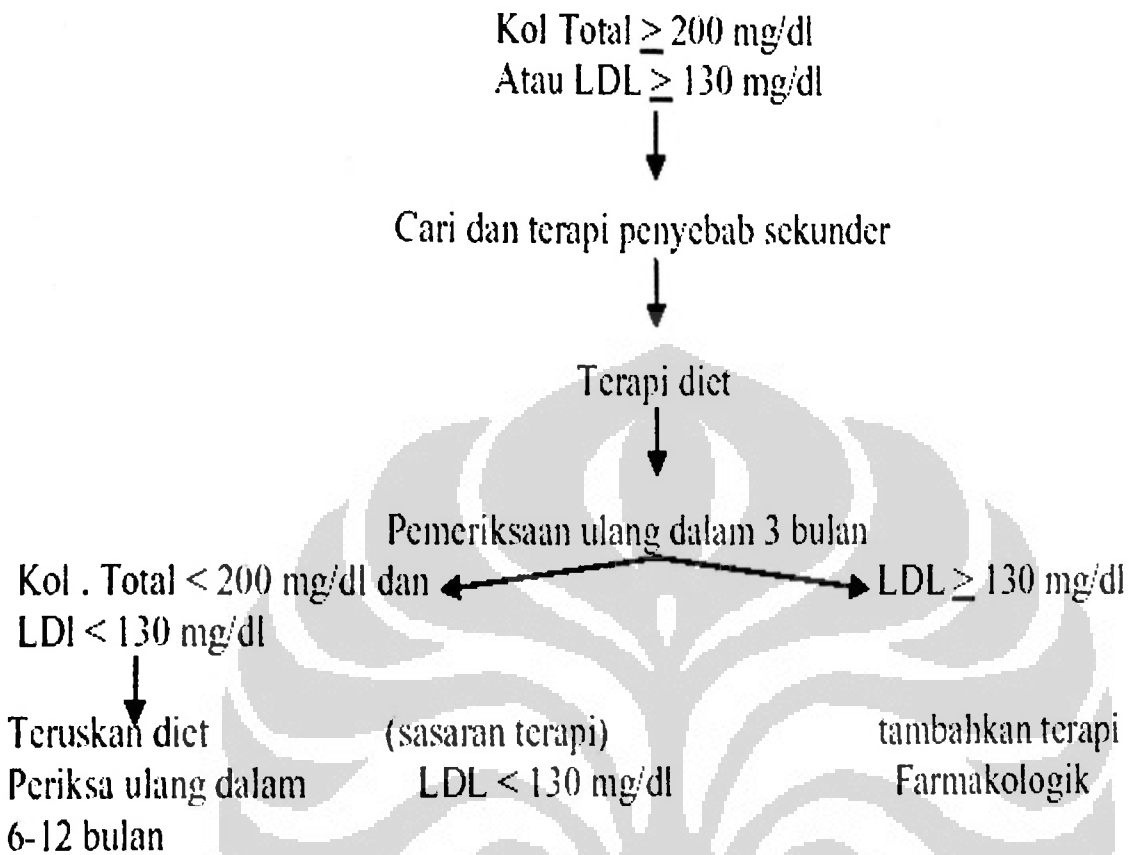 Kol Total ≥ 200 mg/dl
Atau LDL ≥ 130 mg/dl
Cari dan terapi penyebab sekunder
Terapi diet
Pemeriksaan ulang dalam 3 bulan
Kol . Total < 200 mg/dl dan
LDl < 130 mg/dl
LDL ≥ 130 mg/dl
Teruskan diet
Periksa ulang dalam
6-12 bulan
(sasaran terapi)
LDL < 130 mg/dl
tambahkan terapi
Farmakologik